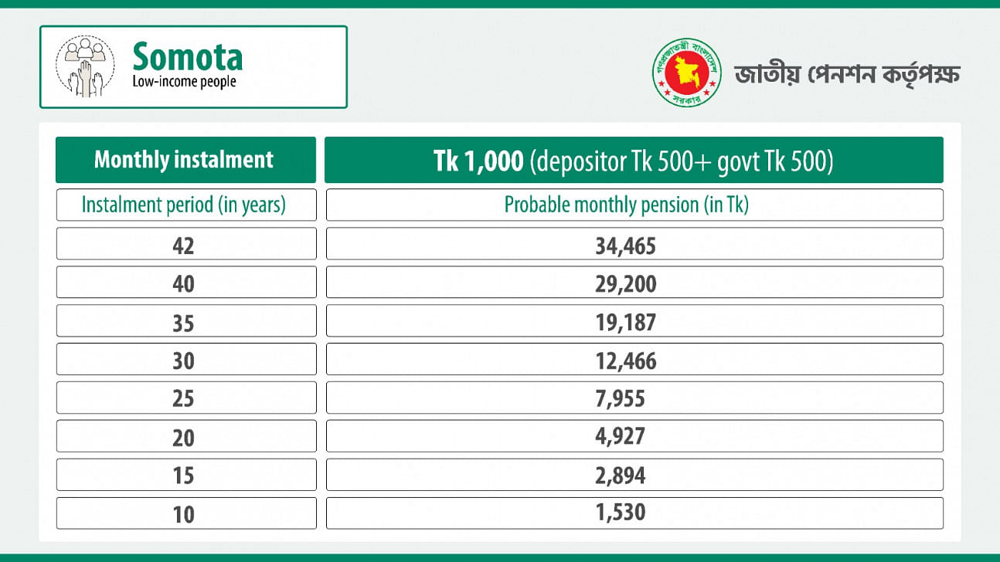 Somota
Low-income people
গণপ্রজাতন্ত্রী বাংলাদেশ
সরকার
জাতীয় পেনশন কর্তৃপক্ষ
Monthly instalment
Tk 1,000 (depositor Tk 500+ govt Tk 500)
Instalment period (in years)
Probable monthly pension (in Tk)
42
34,465
40
29,200
35
19,187
30
12,466
25
7,955
20
4,927
15
2,894
10
1,530